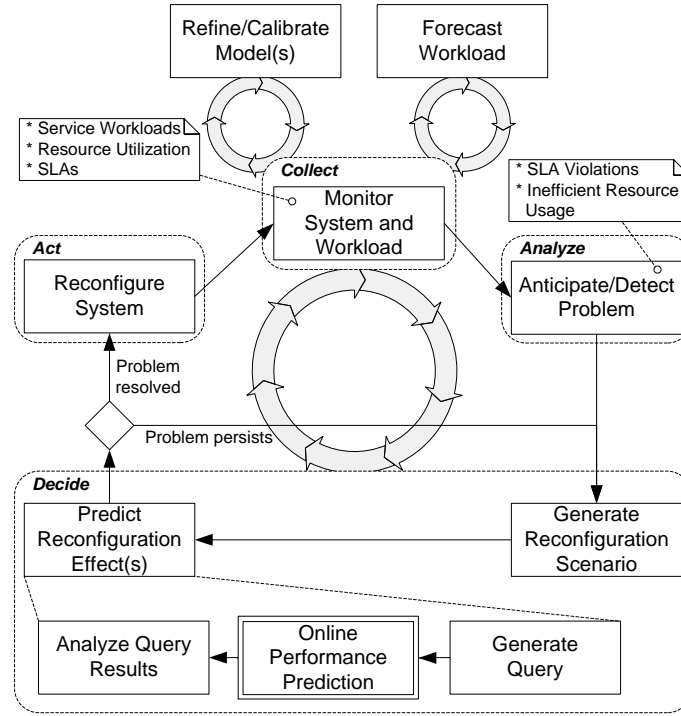 Refine/Calibrate
Model(s)
Forecast
Workload
* Service Workloads
* Resource Utilization
* SLAs
* SLA Violations
* Inefficient Resource
Usage
Collect
Monitor
System and
Workload
Act
Reconfigure
System
Analyze
Anticipate/Detect
Problem
Problem
resolved
Problem persists
Decide
Predict
Reconfiguration
Effect(s)
Generate
Reconfiguration
Scenario
Analyze Query
Results
Online
Performance
Prediction
Generate
Query